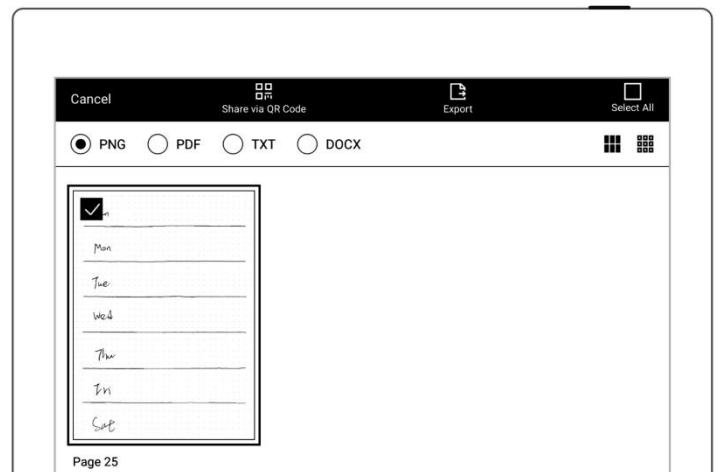 Cancel
Share via QR Code
Export
Select All
PNG PDF TXT DOCX
Mon
Tue
Wed
Thu
Fri
Sat
Page 25